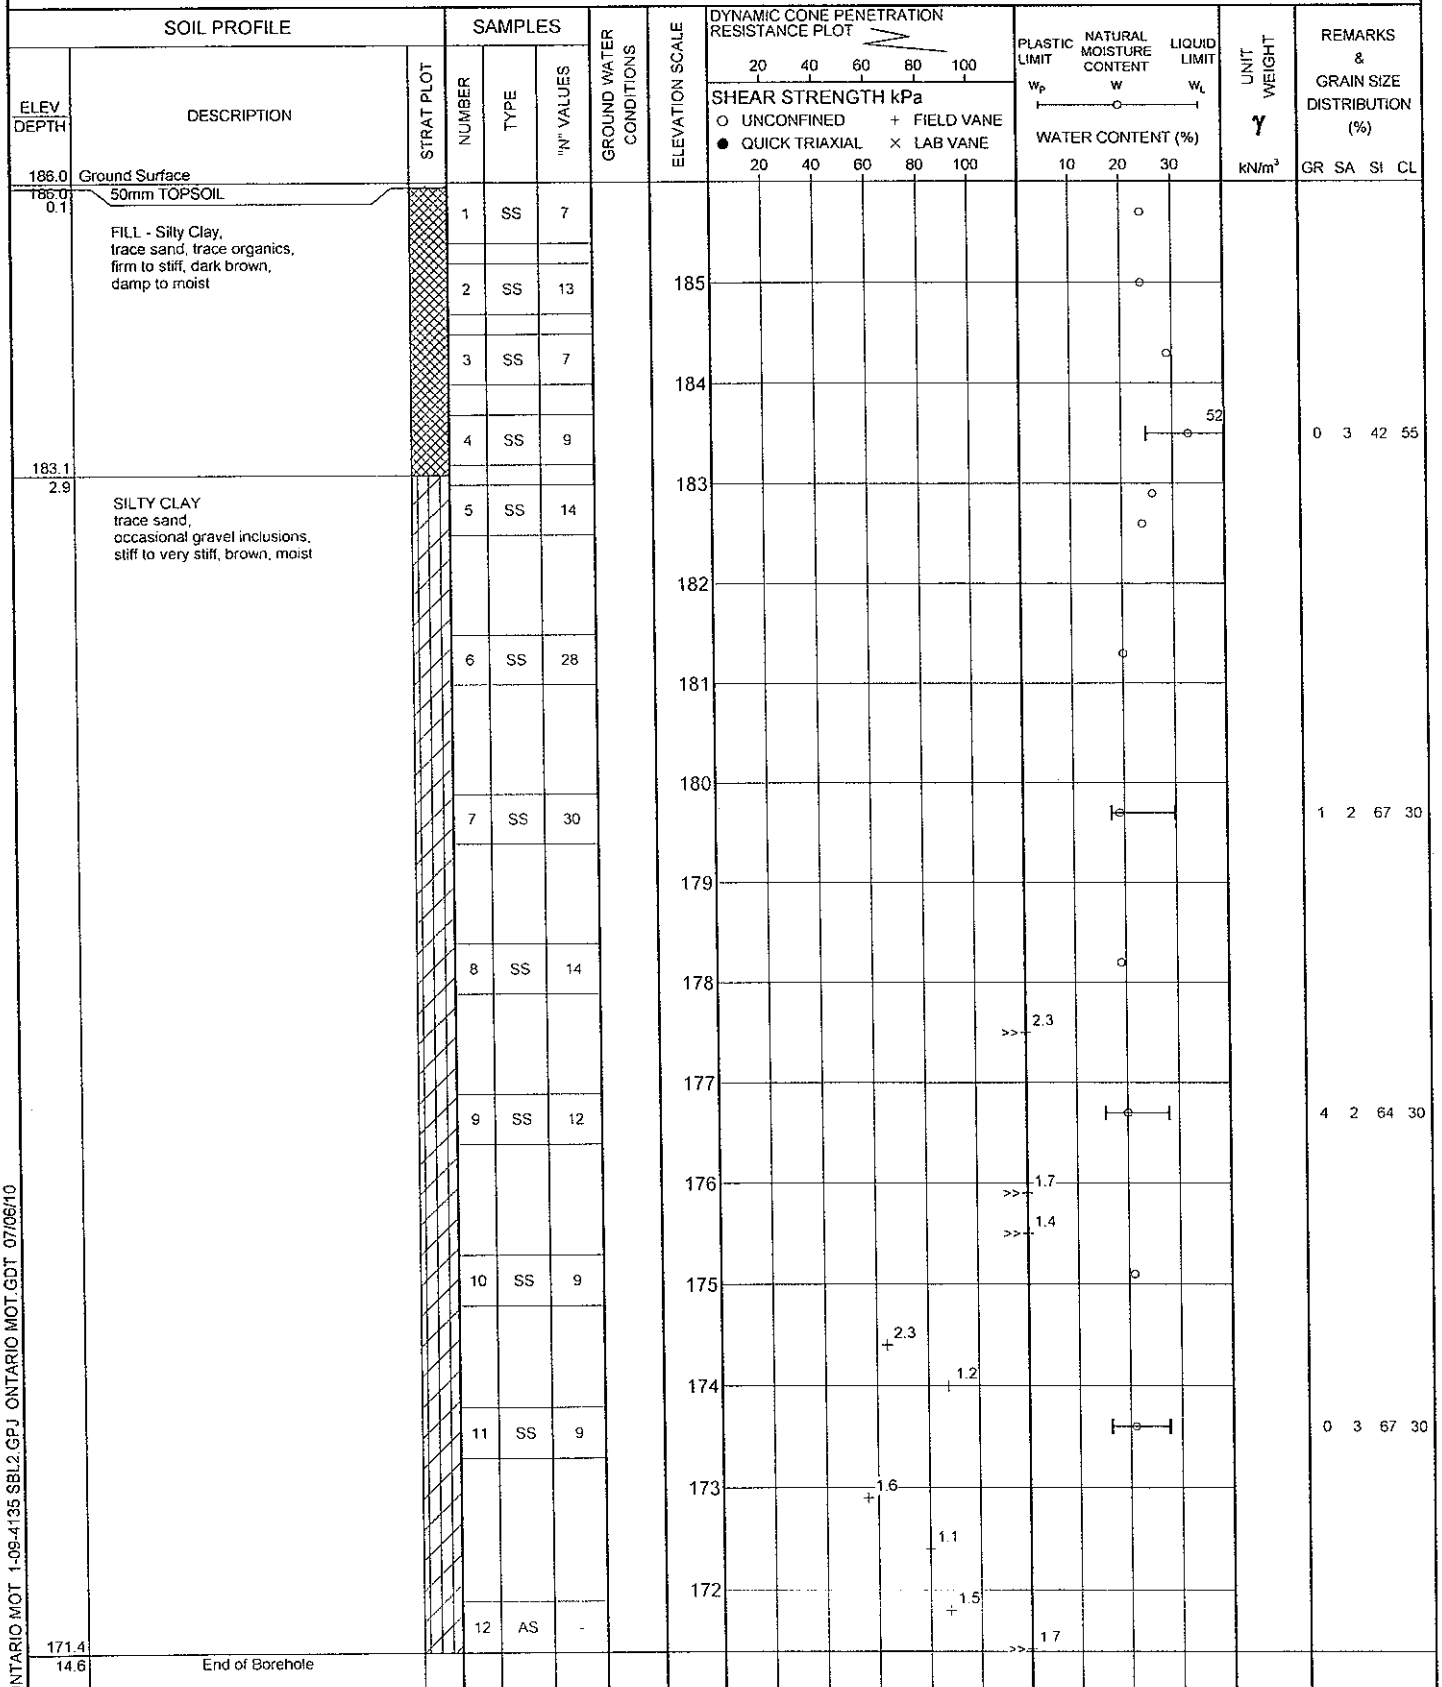 SOIL PROFILE
SAMPLES
GROUND WATER CONDITIONS
ELEVATION SCALE
DYNAMIC CONE PENETRATION
RESISTANCE PLOT
20 40 60 80 100
SHEAR STRENGTH kPa
○ UNCONFINED + FIELD VANE
● QUICK TRIAXIAL × LAB VANE
20 40 60 80 100
PLASTIC LIMIT
NATURAL MOISTURE CONTENT
LIQUID LIMIT
WP W WL
WATER CONTENT (%)
10 20 30
UNIT WEIGHT
γ
kN/m³
REMARKS
&
GRAIN SIZE
DISTRIBUTION
(%)
GR SA SI CL
ELEV
DEPTH
DESCRIPTION
STRAT PLOT
NUMBER
TYPE
"N" VALUES
186.0 Ground Surface
186.0 50mm TOPSOIL
0.1
FILL - Silty Clay,
trace sand, trace organics,
firm to stiff, dark brown,
damp to moist
1 SS 7
2 SS 13
185
3 SS 7
184
52
4 SS 9
0 3 42 55
183.1
2.9
183
SILTY CLAY
trace sand,
occasional gravel inclusions,
stiff to very stiff, brown, moist
5 SS 14
182
6 SS 28
181
180
7 SS 30
1 2 67 30
179
8 SS 14
178
>> 2.3
177
9 SS 12
4 2 64 30
176
>> 1.7
>> 1.4
10 SS 9
175
2.3
1.2
174
11 SS 9
0 3 67 30
173
1.6
1.1
172
1.5
12 AS -
>> 1.7
171.4
14.6 End of Borehole
NTARIO MOT 1-09-4135 SBL2.GPJ ONTARIO MOT.GDT 07/06/10